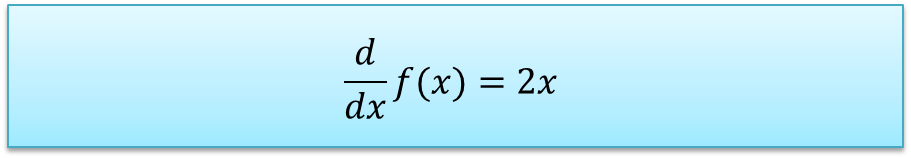 d/dx f(x) = 2x